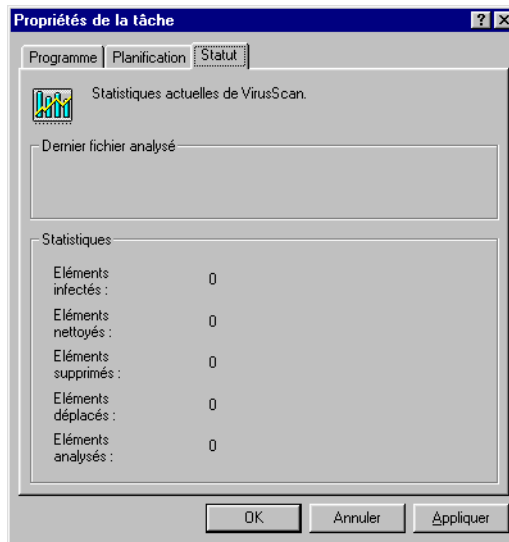 Propriétés de la tâche
Programme Planification Statut
Statistiques actuelles de VirusScan.
Dernier fichier analysé
Statistiques
Eléments
infectés : 0
Eléments
nettoyés : 0
Eléments
supprimés : 0
Eléments
déplacés : 0
Eléments
analysés : 0
OK Annuler Appliquer